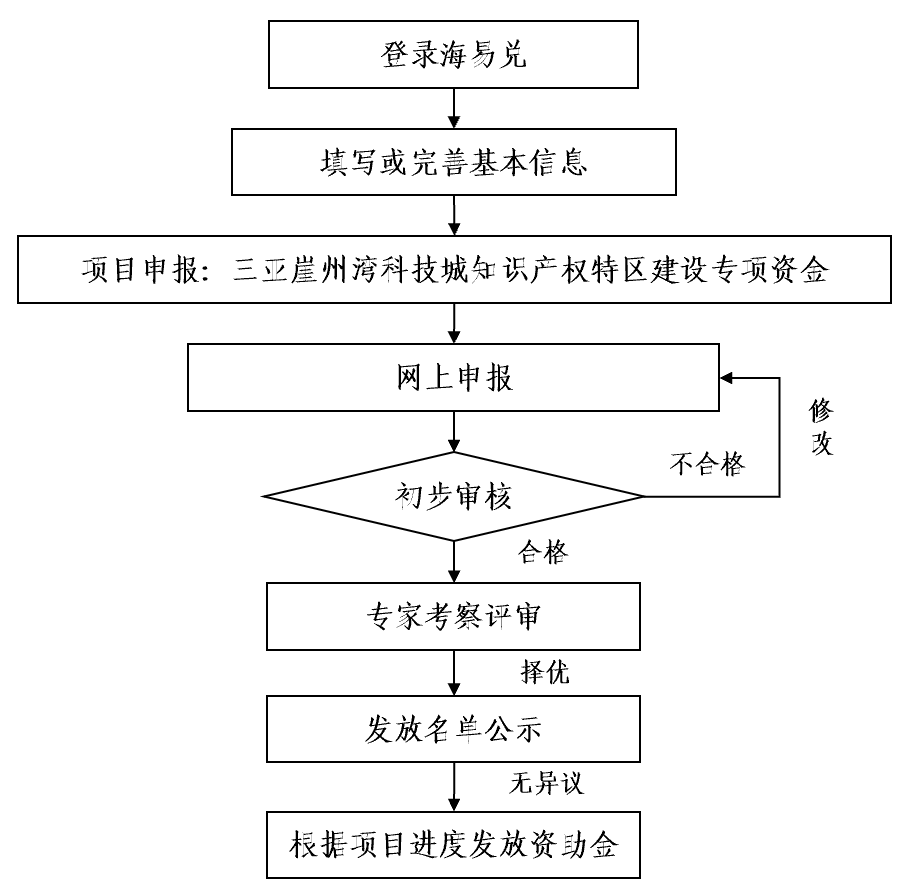 登录海易兑
填写或完善基本信息
项目申报：三亚崖州湾科技城知识产权特区建设专项资金
网上申报
修
改
不合格
初步审核
合格
专家考察评审
择优
发放名单公示
无异议
根据项目进度发放资助金